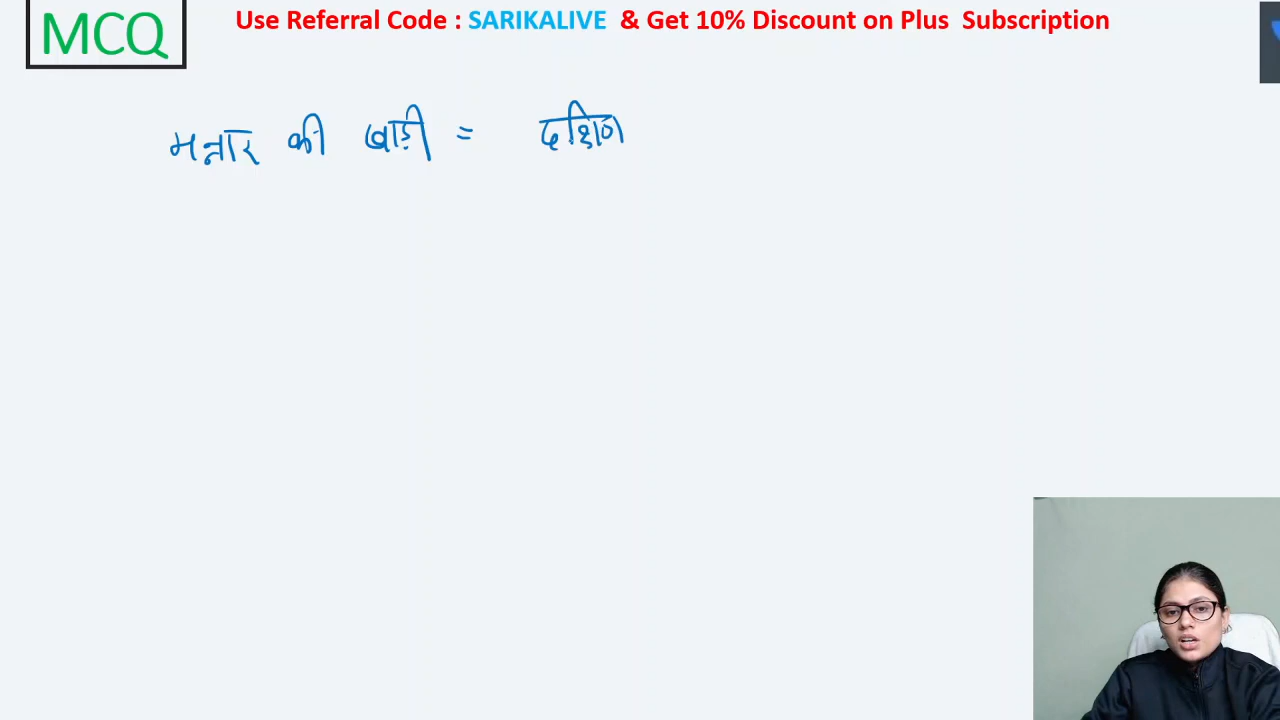 MCQ
Use Referral Code : SARIKALIVE & Get 10% Discount on Plus Subscription
मन्नार की खाड़ी = दक्षिण